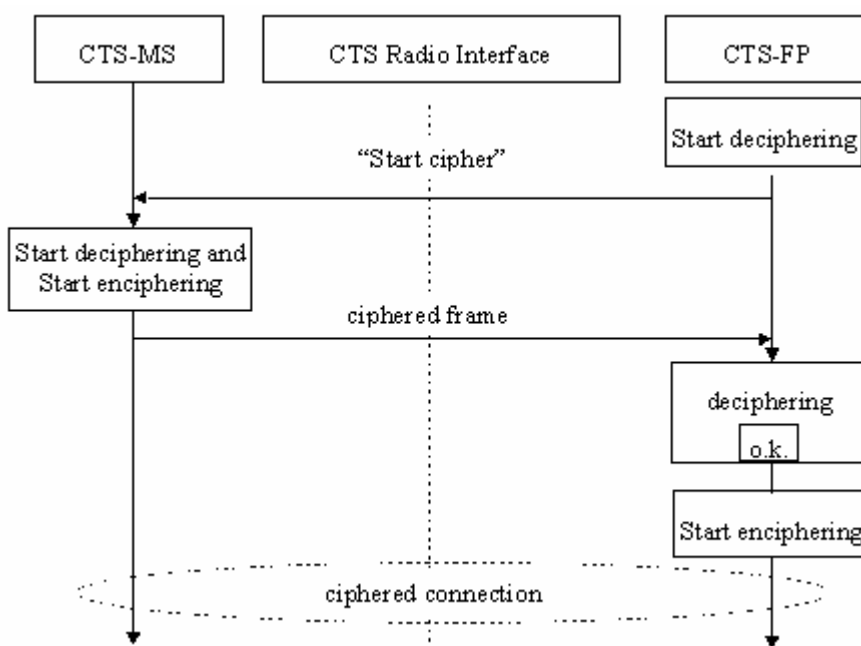 CTS-MS
CTS Radio Interface
CTS-FP
Start deciphering
“Start cipher”
Start deciphering and
Start enciphering
ciphered frame
deciphering
o.k.
Start enciphering
ciphered connection